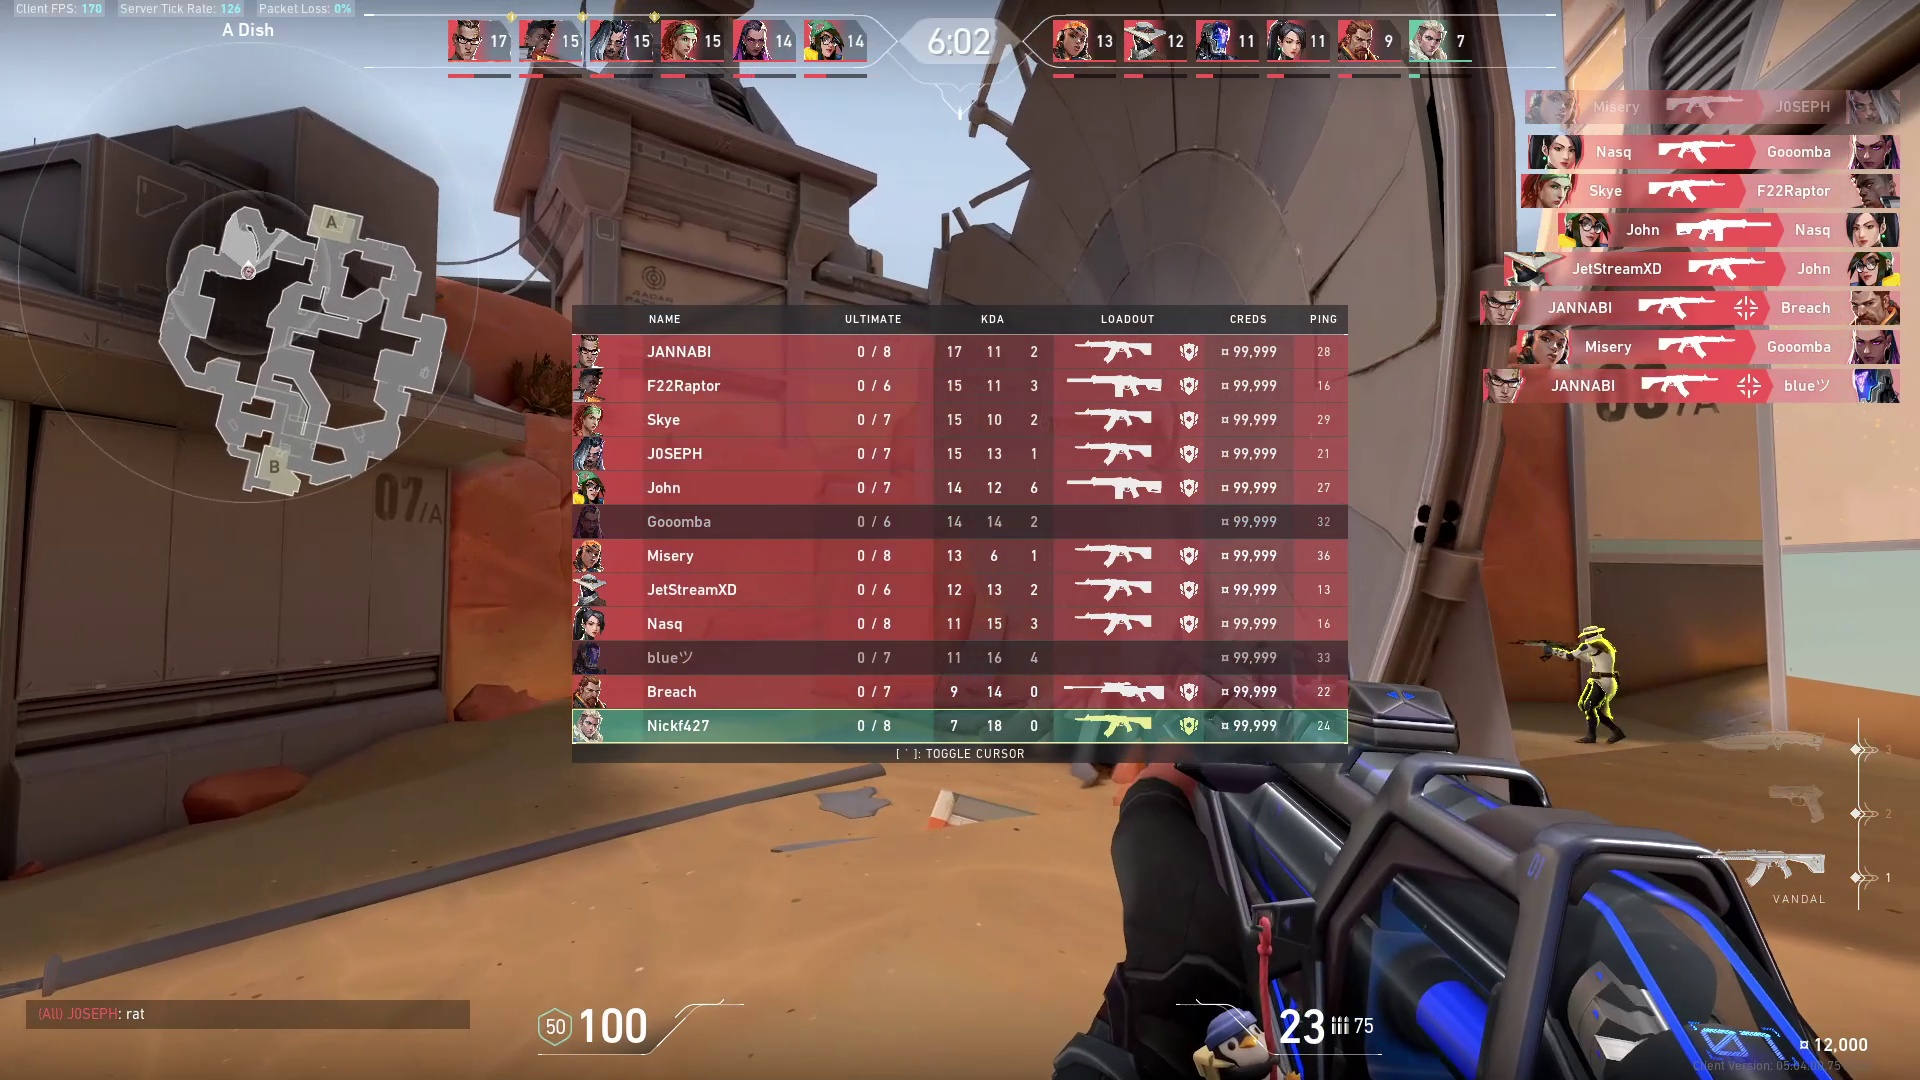 Client FPS: 170 Server Tick Rate: 126 Packet Loss: 0%
A Dish
17 15 15 15 14 14 6:02 13 12 11 11 9 7
Misery J0SEPH
Nasq Gooomba
Skye F22Raptor
John Nasq
JetStreamXD John
JANNABI Breach
Misery Gooomba
JANNABI blueツ
A
B
07/A
NAME ULTIMATE KDA LOADOUT CREDS PING
JANNABI 0 / 8 17 11 2 ¤ 99,999 28
F22Raptor 0 / 6 15 11 3 ¤ 99,999 16
Skye 0 / 7 15 10 2 ¤ 99,999 29
J0SEPH 0 / 7 15 13 1 ¤ 99,999 21
John 0 / 7 14 12 6 ¤ 99,999 27
Gooomba 0 / 6 14 14 2 ¤ 99,999 32
Misery 0 / 8 13 6 1 ¤ 99,999 36
JetStreamXD 0 / 6 12 13 2 ¤ 99,999 13
Nasq 0 / 8 11 15 3 ¤ 99,999 16
blueツ 0 / 7 11 16 4 ¤ 99,999 33
Breach 0 / 7 9 14 0 ¤ 99,999 22
Nickf427 0 / 8 7 18 0 ¤ 99,999 24
[ ` ]: TOGGLE CURSOR
3
2
1
VANDAL
(All) J0SEPH: rat
50 100
23 75
¤ 12,000